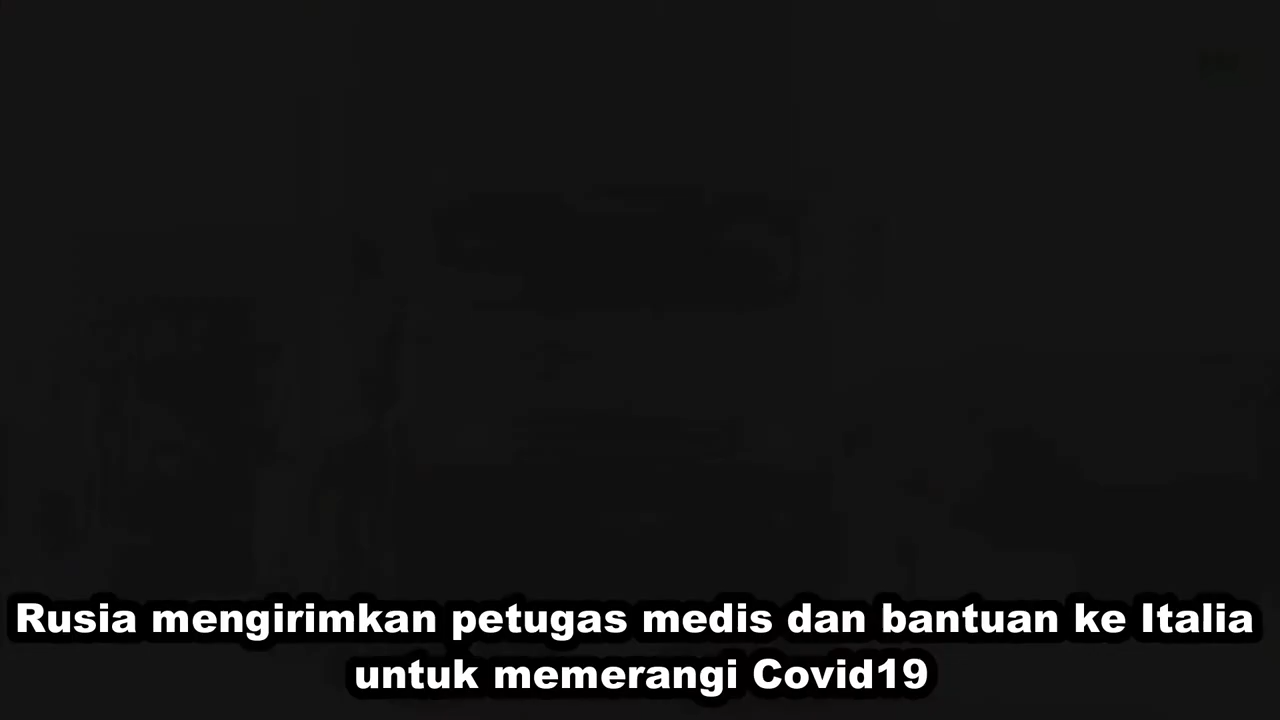 Rusia mengirimkan petugas medis dan bantuan ke Italia
untuk memerangi Covid19